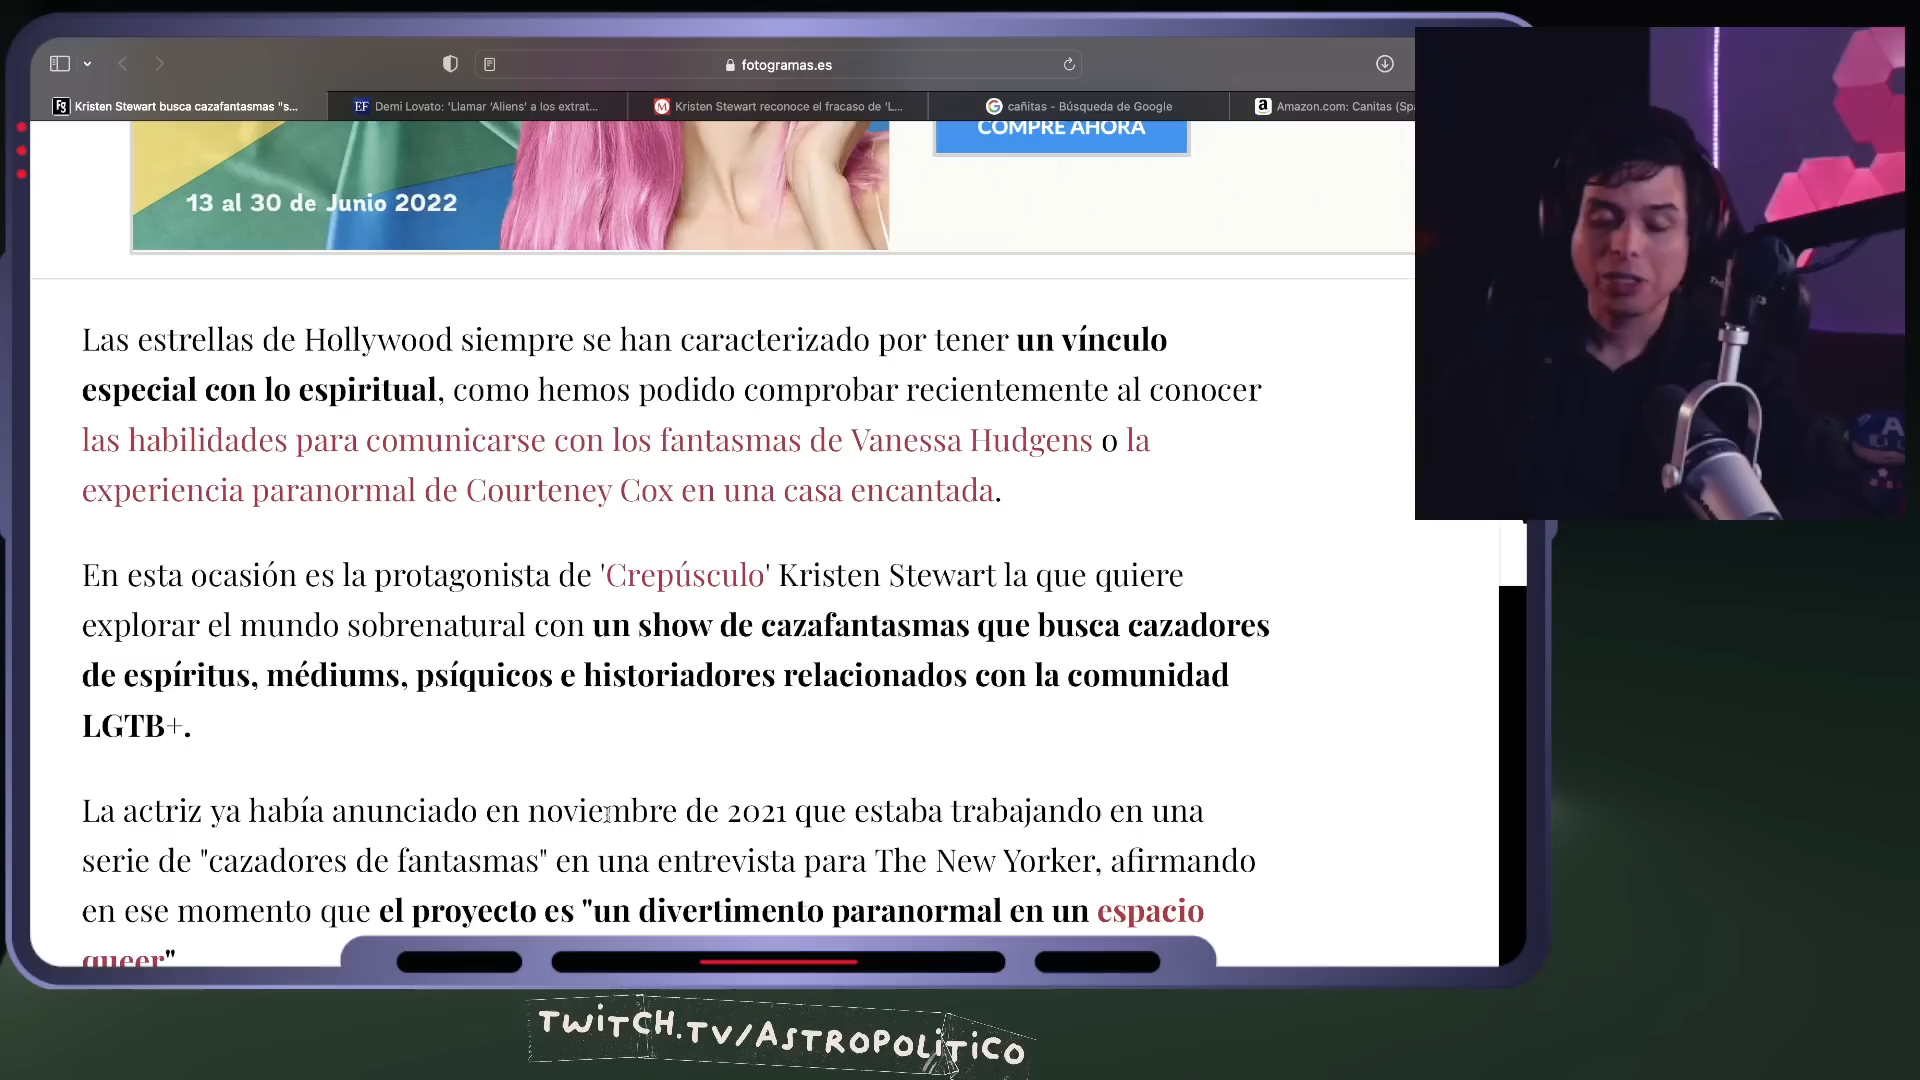 fotogramas.es
Kristen Stewart busca cazafantasmas "s...
Demi Lovato: 'Llamar 'Aliens' a los extrat...
Kristen Stewart reconoce el fracaso de 'L...
cañitas - Búsqueda de Google
Amazon.com: Canitas (Spa
COMPRE AHORA
13 al 30 de Junio 2022
Las estrellas de Hollywood siempre se han caracterizado por tener un vínculo
especial con lo espiritual, como hemos podido comprobar recientemente al conocer
las habilidades para comunicarse con los fantasmas de Vanessa Hudgens o la
experiencia paranormal de Courteney Cox en una casa encantada.
En esta ocasión es la protagonista de 'Crepúsculo' Kristen Stewart la que quiere
explorar el mundo sobrenatural con un show de cazafantasmas que busca cazadores
de espíritus, médiums, psíquicos e historiadores relacionados con la comunidad
LGTB+.
La actriz ya había anunciado en noviembre de 2021 que estaba trabajando en una
serie de "cazadores de fantasmas" en una entrevista para The New Yorker, afirmando
en ese momento que el proyecto es "un divertimento paranormal en un espacio
queer"
TWiTCH.TV/ASTROPOLiTiCO